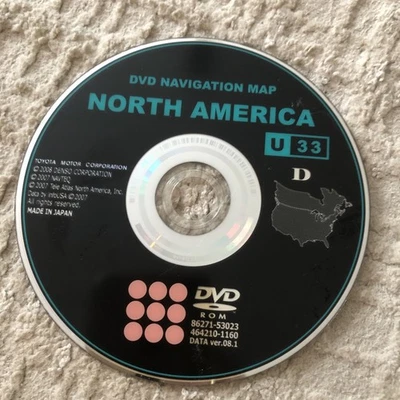 DVD NAVIGATION MAP
NORTH AMERICA
U 33
D
TOYOTA MOTOR CORPORATION
© 2008 DENSO CORPORATION
© 2007 NAVTEQ
© 2007 Tele Atlas North America, Inc.
Data by infoUSA © 2007
All rights reserved.
MADE IN JAPAN
DVD
ROM
86271-53023
464210-1160
DATA ver.08.1